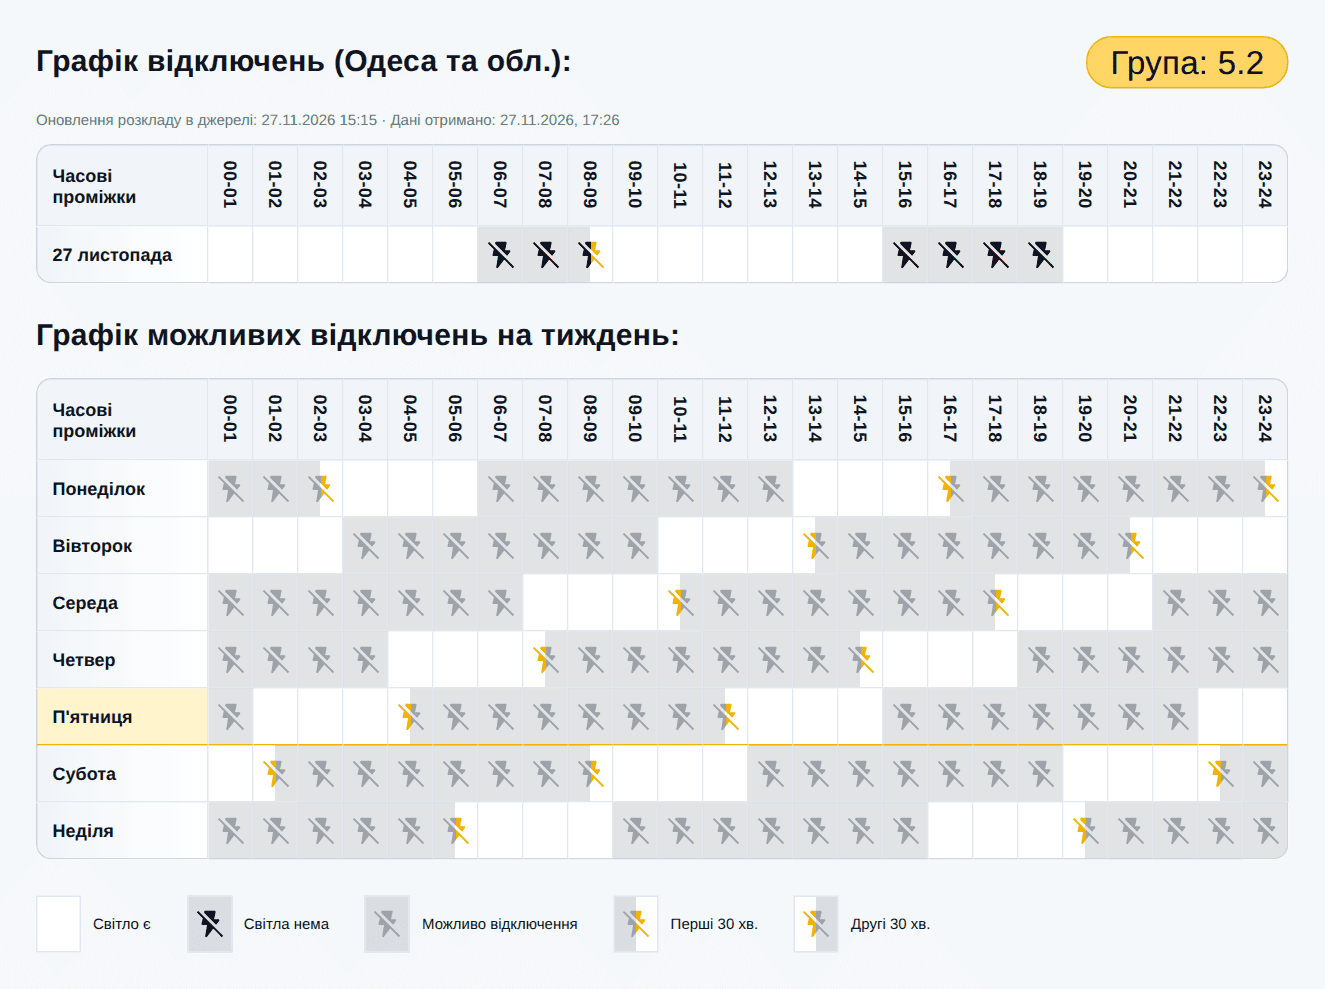 Графік відключень (Одеса та обл.):
Група: 5.2
Оновлення розкладу в джерелі: 27.11.2026 15:15 · Дані отримано: 27.11.2026, 17:26
Часові
проміжки
00-01 01-02 02-03 03-04 04-05 05-06 06-07 07-08 08-09 09-10 10-11 11-12 12-13 13-14 14-15 15-16 16-17 17-18 18-19 19-20 20-21 21-22 22-23 23-24
27 листопада
Графік можливих відключень на тиждень:
Часові
проміжки
00-01 01-02 02-03 03-04 04-05 05-06 06-07 07-08 08-09 09-10 10-11 11-12 12-13 13-14 14-15 15-16 16-17 17-18 18-19 19-20 20-21 21-22 22-23 23-24
Понеділок
Вівторок
Середа
Четвер
П'ятниця
Субота
Неділя
Світло є
Світла нема
Можливо відключення
Перші 30 хв.
Другі 30 хв.